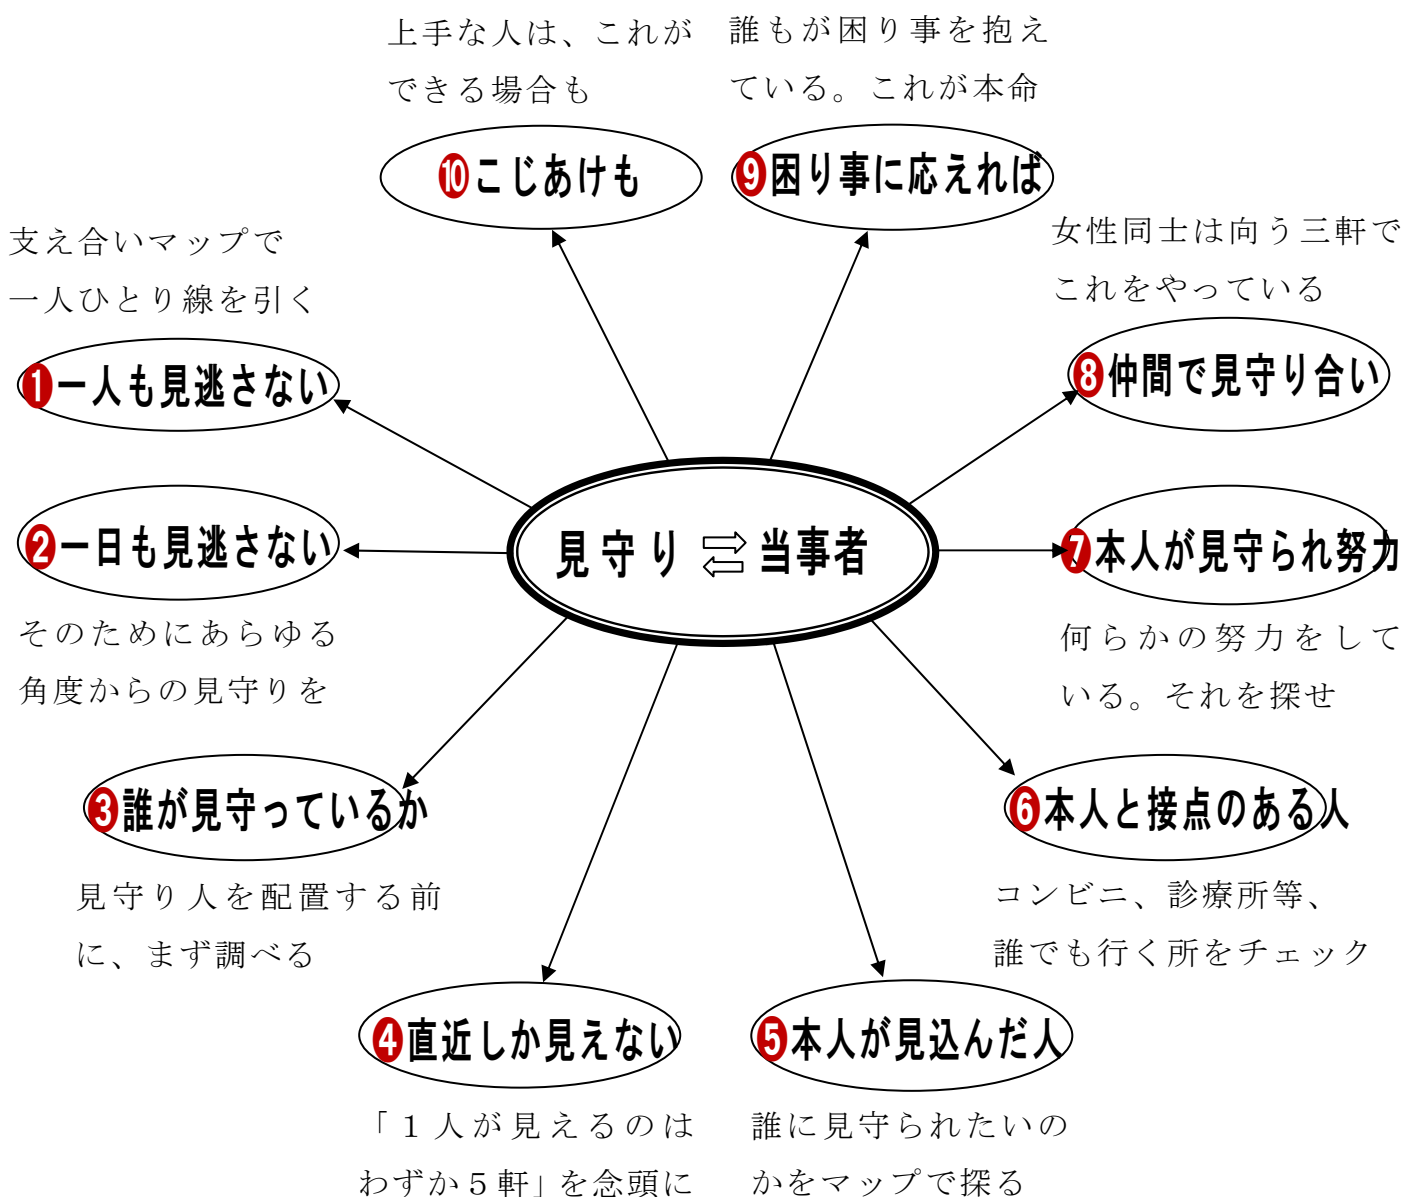 上手な人は、これが
できる場合も
誰もが困り事を抱え
ている。これが本命
❿こじあけも
❾困り事に応えれば
支え合いマップで
一人ひとり線を引く
女性同士は向う三軒で
これをやっている
❶一人も見逃さない
❽仲間で見守り合い
見守り⇄当事者
❷一日も見逃さない
❼本人が見守られ努力
そのためにあらゆる
角度からの見守りを
何らかの努力をして
いる。それを探せ
❸誰が見守っているか
❻本人と接点のある人
見守り人を配置する前
に、まず調べる
コンビニ、診療所等、
誰でも行く所をチェック
❹直近しか見えない
❺本人が見込んだ人
「１人が見えるのは
わずか５軒」を念頭に
誰に見守られたいの
かをマップで探る